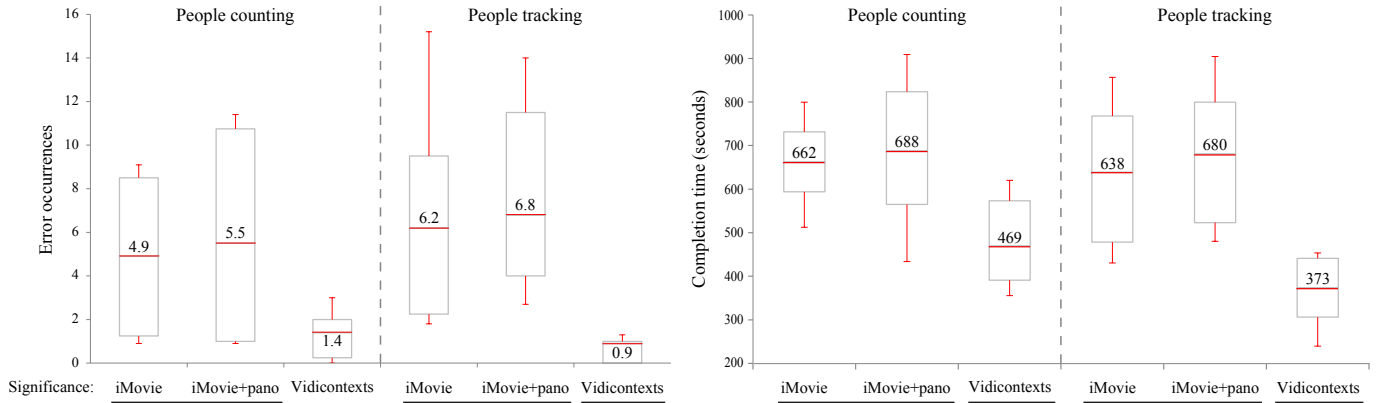 People counting People tracking
16
14
12
10
8
6
4
2
0
Error occurrences
4.9 5.5 1.4 6.2 6.8 0.9
Significance: iMovie iMovie+pano Vidicontexts iMovie iMovie+pano Vidicontexts
People counting People tracking
1000
900
800
700
600
500
400
300
200
Completion time (seconds)
662 688 469 638 680 373
iMovie iMovie+pano Vidicontexts iMovie iMovie+pano Vidicontexts